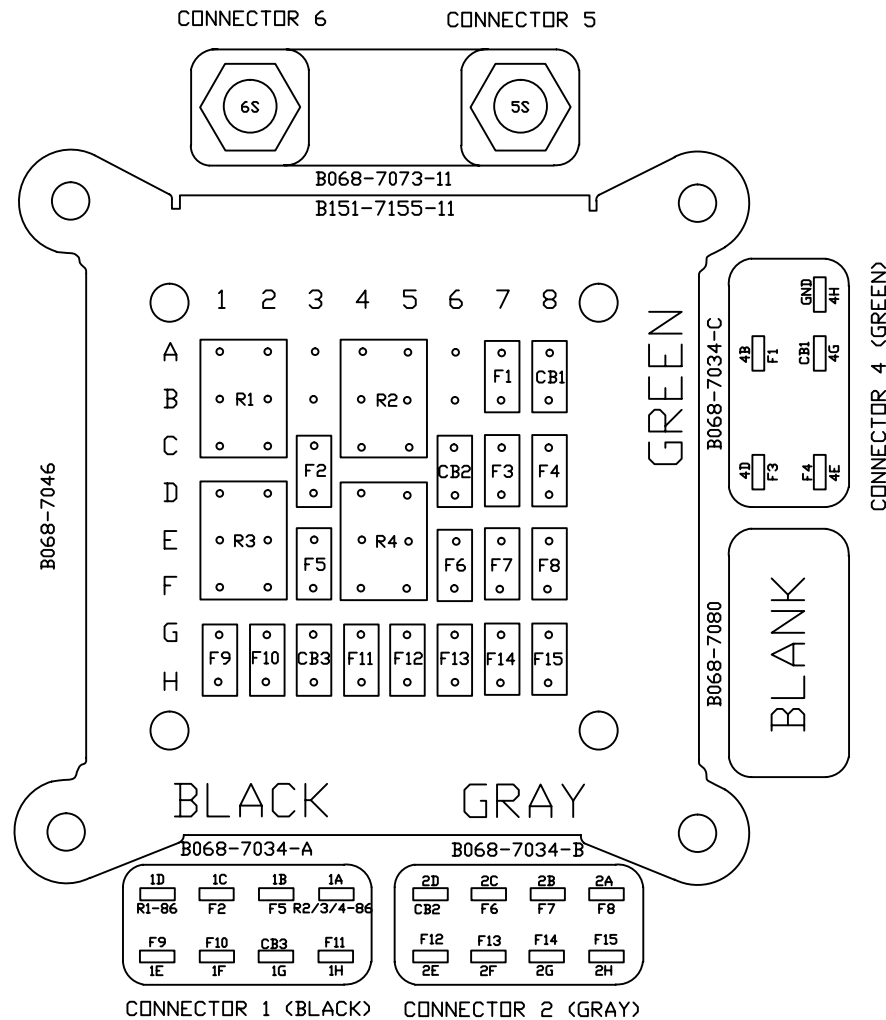 CONNECTOR 6 CONNECTOR 5
6S 5S
B068-7073-11
B151-7155-11
1 2 3 4 5 6 7 8
A
B
C
D
E
F
G
H
R1 R2 F1 CB1
F2 CB2 F3 F4
R3 F5 R4 F6 F7 F8
F9 F10 CB3 F11 F12 F13 F14 F15
B068-7046
GREEN
B068-7034-C
GND 4H
4B F1 CB1 4G
4D F3 F4 4E
CONNECTOR 4 (GREEN)
B068-7080
BLANK
BLACK GRAY
B068-7034-A B068-7034-B
1D 1C 1B 1A
R1-86 F2 F5 R2/3/4-86
F9 F10 CB3 F11
1E 1F 1G 1H
2D 2C 2B 2A
CB2 F6 F7 F8
F12 F13 F14 F15
2E 2F 2G 2H
CONNECTOR 1 (BLACK) CONNECTOR 2 (GRAY)